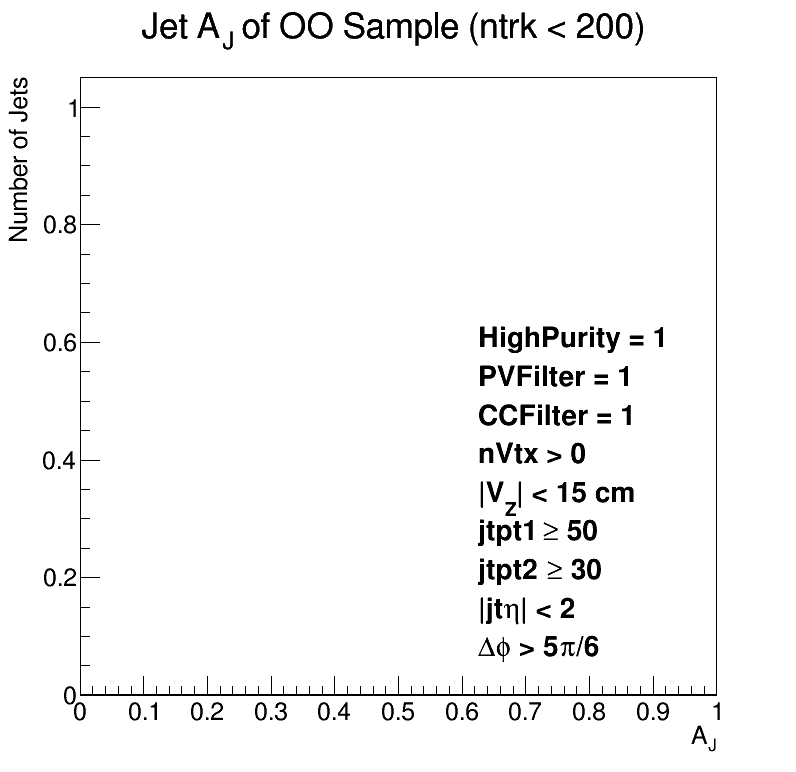 Jet A_J of OO Sample (ntrk < 200)
Number of Jets
1
0.8
0.6
0.4
0.2
0
HighPurity = 1
PVFilter = 1
CCFilter = 1
nVtx > 0
|V_z| < 15 cm
jtpt1 ≥ 50
jtpt2 ≥ 30
|jtη| < 2
Δϕ > 5π/6
0 0.1 0.2 0.3 0.4 0.5 0.6 0.7 0.8 0.9 1
A_J